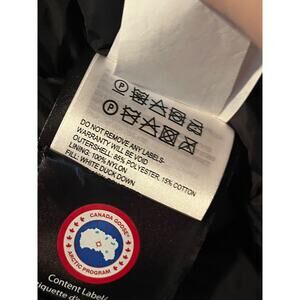 P
P
DO NOT REMOVE ANY LABELS-
WARRANTY WILL BE VOID
OUTERSHELL: 85% POLYESTER, 15% COTTON
LINING: 100% NYLON
FILL: WHITE DUCK DOWN
CANADA GOOSE
ARCTIC PROGRAM
Content Label/